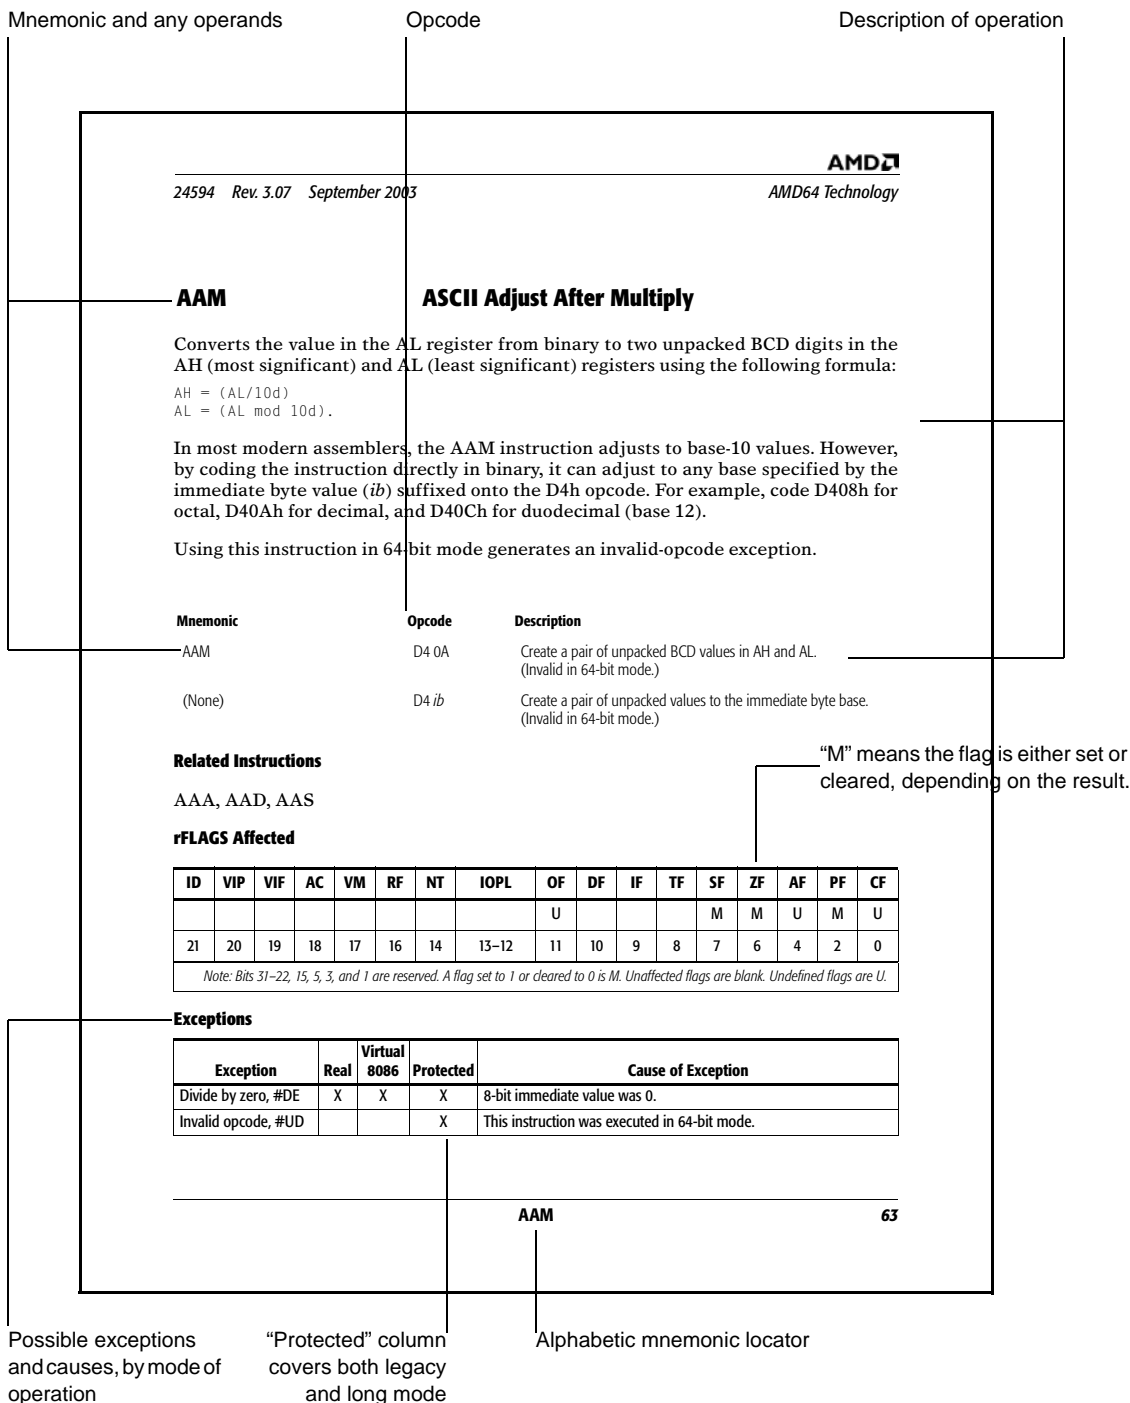 Mnemonic and any operands
Opcode
Description of operation
AMD
24594 Rev. 3.07 September 2003
AMD64 Technology
AAM
ASCII Adjust After Multiply
Converts the value in the AL register from binary to two unpacked BCD digits in the
AH (most significant) and AL (least significant) registers using the following formula:
AH = (AL/10d)
AL = (AL mod 10d).
In most modern assemblers, the AAM instruction adjusts to base-10 values. However,
by coding the instruction directly in binary, it can adjust to any base specified by the
immediate byte value (ib) suffixed onto the D4h opcode. For example, code D408h for
octal, D40Ah for decimal, and D40Ch for duodecimal (base 12).
Using this instruction in 64-bit mode generates an invalid-opcode exception.
Mnemonic Opcode Description
AAM D4 0A Create a pair of unpacked BCD values in AH and AL.
(Invalid in 64-bit mode.)
(None) D4 ib Create a pair of unpacked values to the immediate byte base.
(Invalid in 64-bit mode.)
Related Instructions
“M” means the flag is either set or
cleared, depending on the result.
AAA, AAD, AAS
rFLAGS Affected
ID VIP VIF AC VM RF NT IOPL OF DF IF TF SF ZF AF PF CF
U M M U M U
21 20 19 18 17 16 14 13–12 11 10 9 8 7 6 4 2 0
Note: Bits 31–22, 15, 5, 3, and 1 are reserved. A flag set to 1 or cleared to 0 is M. Unaffected flags are blank. Undefined flags are U.
Exceptions
Exception Real Virtual 8086 Protected Cause of Exception
Divide by zero, #DE X X X 8-bit immediate value was 0.
Invalid opcode, #UD X This instruction was executed in 64-bit mode.
AAM
63
Possible exceptions
and causes, by mode of
operation
“Protected” column
covers both legacy
and long mode
Alphabetic mnemonic locator